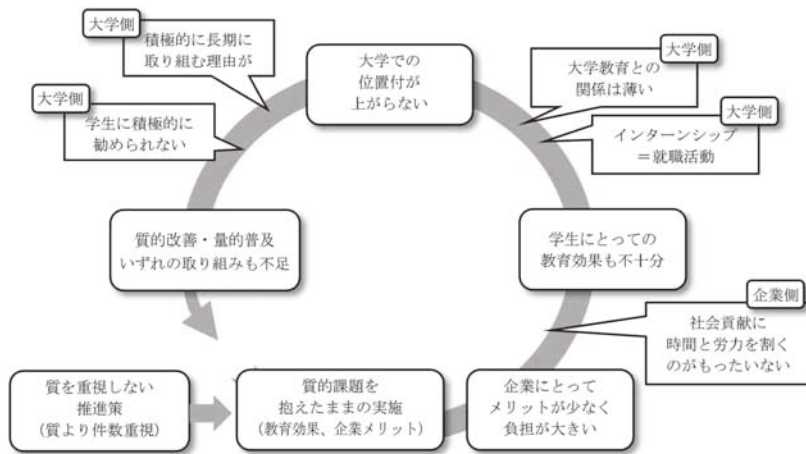 大学側
積極的に長期に
取り組む理由が
大学側
学生に積極的に
勧められない
大学での
位置付が
上がらない
大学側
大学教育との
関係は薄い
大学側
インターンシップ
＝就職活動
質的改善・量的普及
いずれの取り組みも不足
学生にとっての
教育効果も不十分
企業側
社会貢献に
時間と労力を割く
のがもったいない
質を重視しない
推進策
(質より件数重視)
質的課題を
抱えたままの実施
(教育効果、企業メリット)
企業にとって
メリットが少なく
負担が大きい